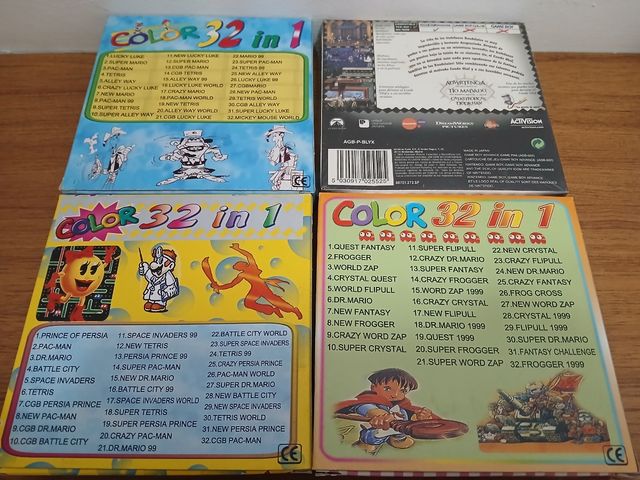 COLOR 32 in 1
1.LUCKY LUKE
2.SUPER MARIO
3.PAC-MAN
4.TETRIS
5.ALLEY WAY
6.CRAZY LUCKY LUKE
7.NEW MARIO
8.PAC-MAN 99
9.SUPER TETRIS
10.SUPER ALLEY WAY
11.NEW LUCKY LUKE
12.SUPER MARIO
13.CGB PAC-MAN
14.CGB TETRIS
15.ALLEY WAY 99
16.LUCKY LUKE WORLD
17.CRAZY MARIO
18.PAC-MAN WORLD
19.NEW TETRIS
20.ALLEY WAY WORLD
21.CGB LUCKY LUKE
22.MARIO 99
23.SUPER PAC-MAN
24.TETRIS 99
25.NEW ALLEY WAY
26.LUCKY LUKE 99
27.CGBMARIO
28.NEW PAC-MAN
29.TETRIS WORLD
30.CGB ALLEY WAY
31.SUPER LUCKY LUKE
32.MICKEY MOUSE WORLD
CE
ADVERTENCIA
DREAMWORKS
PICTURES
ACTIVISION
AGB-P-BLYX
5 030917 025525
MADE IN JAPAN
COLOR 32 in 1
1.PRINCE OF PERSIA
2.PAC-MAN
3.DR.MARIO
4.BATTLE CITY
5.SPACE INVADERS
6.TETRIS
7.CGB PERSIA PRINCE
8.NEW PAC-MAN
9.CGB DR.MARIO
10.CGB BATTLE CITY
11.SPACE INVADERS 99
12.NEW TETRIS
13.PERSIA PRINCE 99
14.SUPER PAC-MAN
15.NEW DR.MARIO
16.BATTLE CITY 99
17.SPACE INVADERS WORLD
18.SUPER TETRIS
19.SUPER PERSIA PRINCE
20.CRAZY PAC-MAN
21.DR.MARIO 99
22.BATTLE CITY WORLD
23.SUPER SPACE INVADERS
24.TETRIS 99
25.CRAZY PERSIA PRINCE
26.PAC-MAN WORLD
27.SUPER DR.MARIO
28.NEW BATTLE CITY
29.NEW SPACE INVADERS
30.TETRIS WORLD
31.NEW PERSIA PRINCE
32.CGB PAC-MAN
CE
COLOR 32 in 1
1.QUEST FANTASY
2.FROGGER
3.WORLD ZAP
4.CRYSTAL QUEST
5.WORLD FLIPULL
6.DR.MARIO
7.NEW FANTASY
8.NEW FROGGER
9.CRAZY WORD ZAP
10.SUPER CRYSTAL
11.SUPER FLIPULL
12.CRAZY DR.MARIO
13.SUPER FANTASY
14.CRAZY FROGGER
15.WORD ZAP 1999
16.CRAZY CRYSTAL
17.NEW FLIPULL
18.DR.MARIO 1999
19.QUEST 1999
20.SUPER FROGGER
21.SUPER WORD ZAP
22.NEW CRYSTAL
23.CRAZY FLIPULL
24.NEW DR.MARIO
25.CRAZY FANTASY
26.FROG CROSS
27.NEW WORD ZAP
28.CRYSTAL 1999
29.FLIPULL 1999
30.SUPER DR.MARIO
31.FANTASY CHALLENGE
32.FROGGER 1999
CE